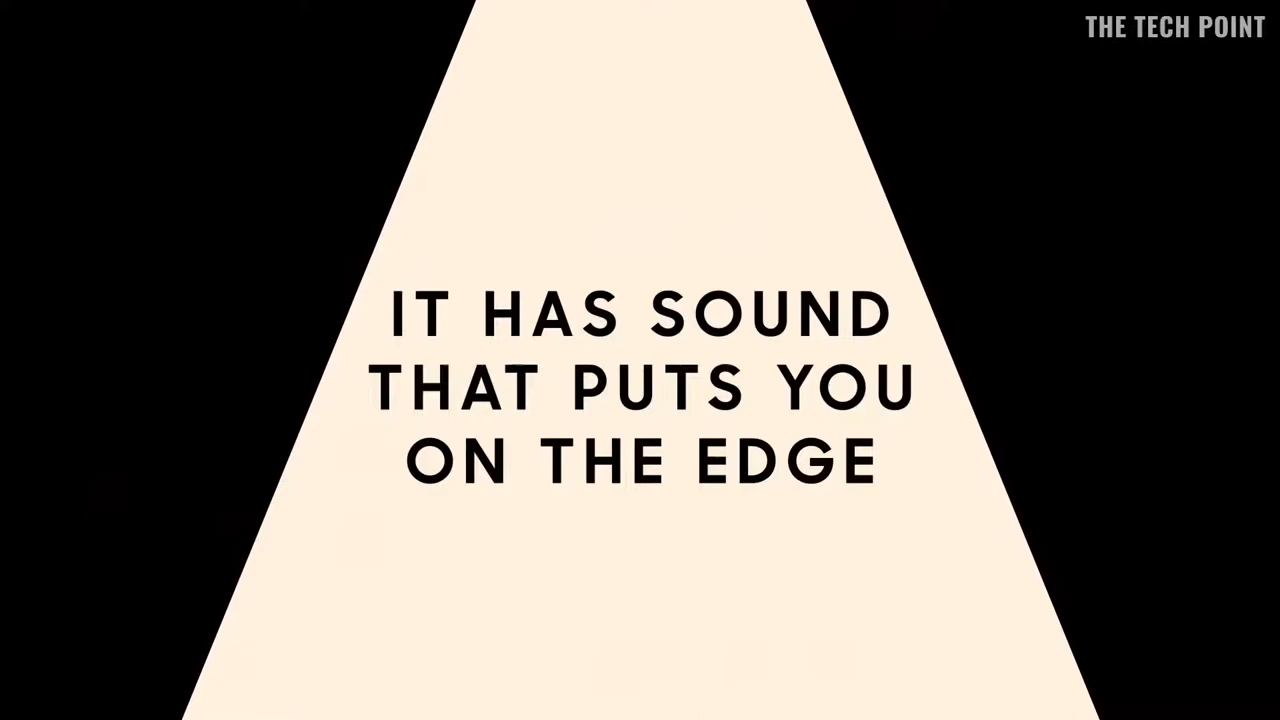 THE TECH POINT
IT HAS SOUND
THAT PUTS YOU
ON THE EDGE